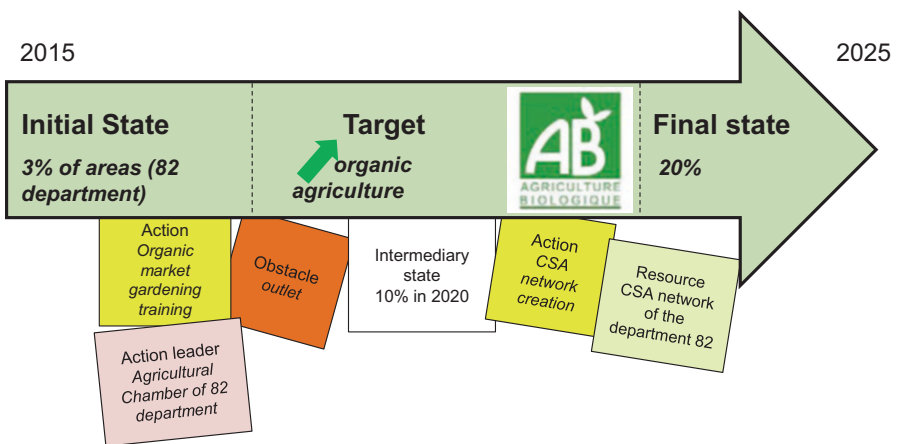 2015
2025
Initial State
3% of areas (82
department)
Target
organic
agriculture
AB
AGRICULTURE
BIOLOGIQUE
Final state
20%
Action
Organic
market
gardening
training
Obstacle
outlet
Intermediary
state
10% in 2020
Action
CSA
network
creation
Resource
CSA network
of the
department 82
Action leader
Agricultural
Chamber of 82
department